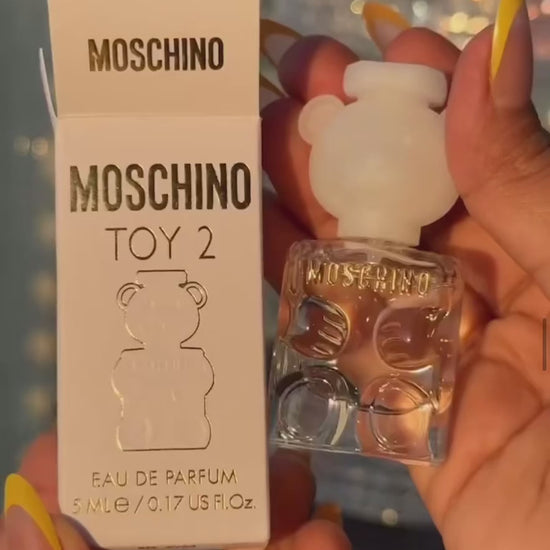 MOSCHINO
MOSCHINO
TOY 2
EAU DE PARFUM
5 ML e / 0.17 US Fl.Oz.
MOSCHINO